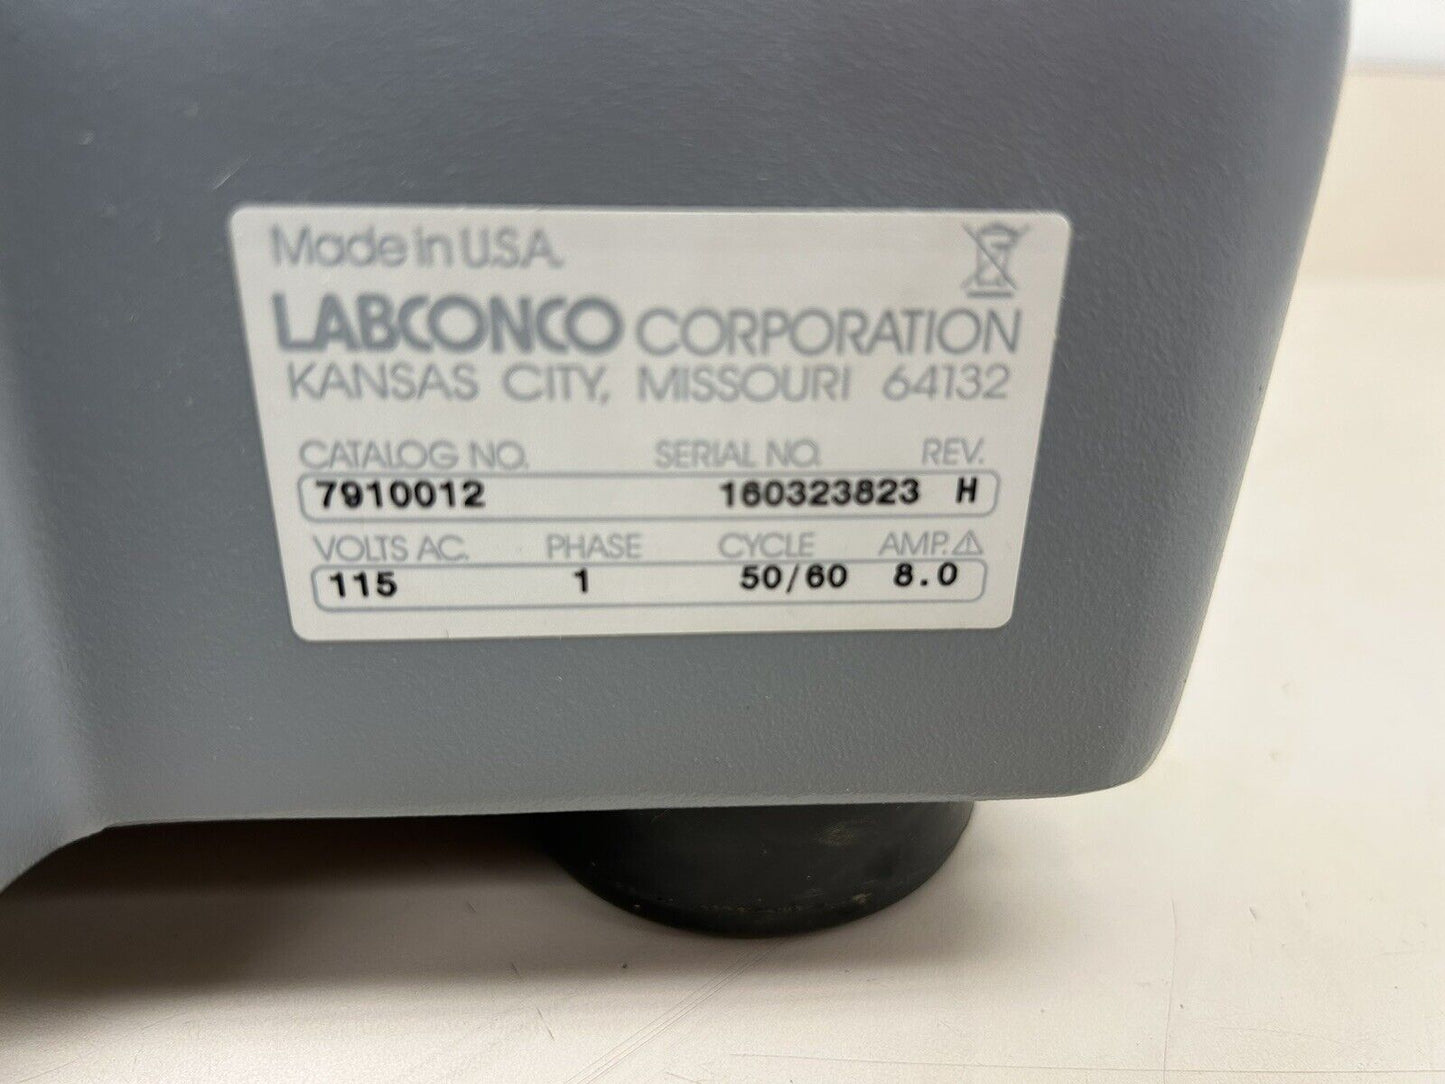 Made in U.S.A.
LABCONCO CORPORATION
KANSAS CITY, MISSOURI 64132
CATALOG NO. SERIAL NO. REV.
7910012 160323823 H
VOLTS AC. PHASE CYCLE AMP. ⚠
115 1 50/60 8.0